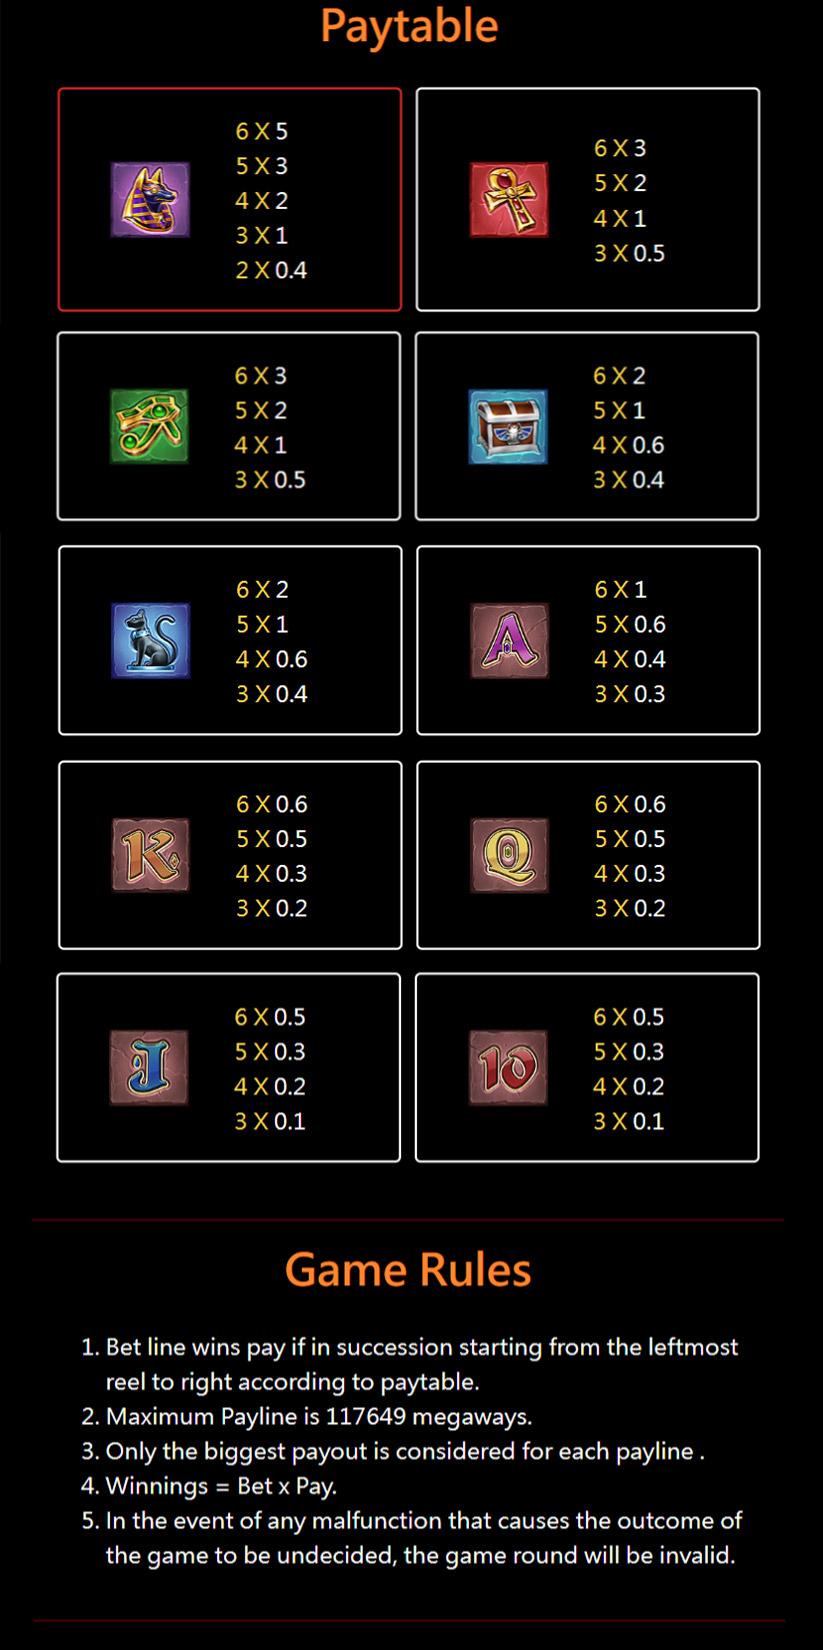 Paytable
6 X 5
5 X 3
4 X 2
3 X 1
2 X 0.4
6 X 3
5 X 2
4 X 1
3 X 0.5
6 X 3
5 X 2
4 X 1
3 X 0.5
6 X 2
5 X 1
4 X 0.6
3 X 0.4
6 X 2
5 X 1
4 X 0.6
3 X 0.4
A
6 X 1
5 X 0.6
4 X 0.4
3 X 0.3
K
6 X 0.6
5 X 0.5
4 X 0.3
3 X 0.2
Q
6 X 0.6
5 X 0.5
4 X 0.3
3 X 0.2
J
6 X 0.5
5 X 0.3
4 X 0.2
3 X 0.1
10
6 X 0.5
5 X 0.3
4 X 0.2
3 X 0.1
Game Rules
1. Bet line wins pay if in succession starting from the leftmost
reel to right according to paytable.
2. Maximum Payline is 117649 megaways.
3. Only the biggest payout is considered for each payline .
4. Winnings = Bet x Pay.
5. In the event of any malfunction that causes the outcome of
the game to be undecided, the game round will be invalid.